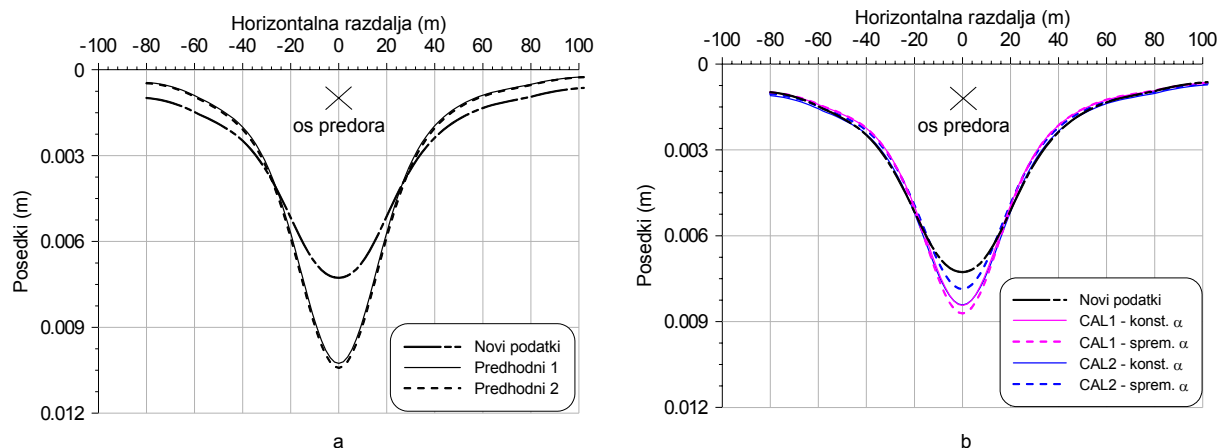 Horizontalna razdalja (m)
-100 -80 -60 -40 -20 0 20 40 60 80 100
0
0.003
0.006
0.009
0.012
Posedki (m)
os predora
Novi podatki
Predhodni 1
Predhodni 2
a
Horizontalna razdalja (m)
-100 -80 -60 -40 -20 0 20 40 60 80 100
0
0.003
0.006
0.009
0.012
Posedki (m)
os predora
Novi podatki
CAL1 - konst. α
CAL1 - sprem. α
CAL2 - konst. α
CAL2 - sprem. α
b